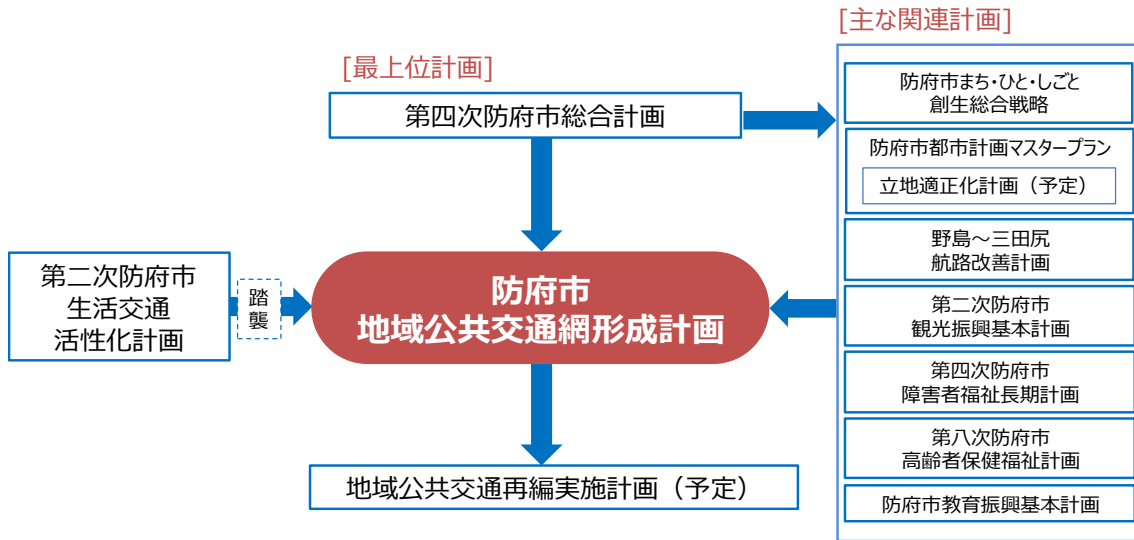 [主な関連計画]
[最上位計画]
第四次防府市総合計画
防府市まち・ひと・しごと
創生総合戦略
防府市都市計画マスタープラン
立地適正化計画（予定）
野島～三田尻
航路改善計画
第二次防府市
観光振興基本計画
第四次防府市
障害者福祉長期計画
第八次防府市
高齢者保健福祉計画
防府市教育振興基本計画
第二次防府市
生活交通
活性化計画
踏
襲
防府市
地域公共交通網形成計画
地域公共交通再編実施計画（予定）